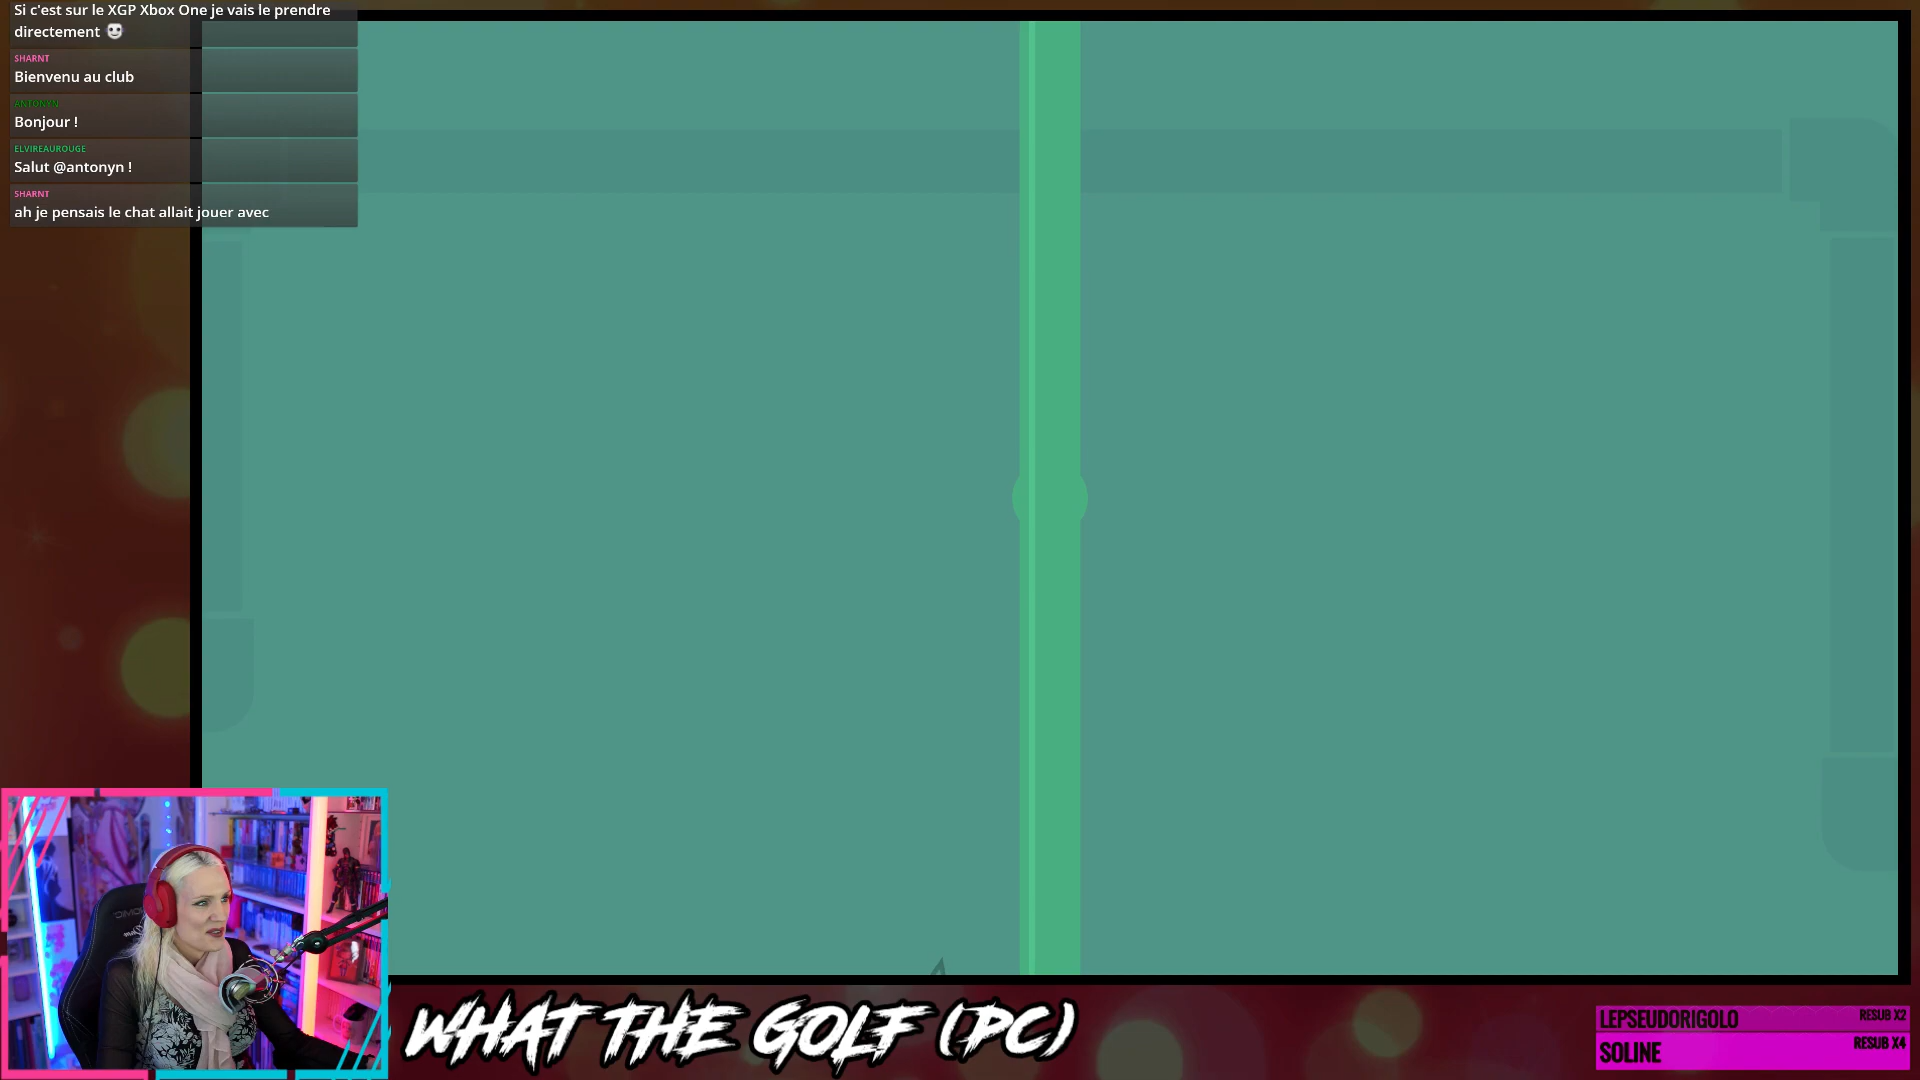 Si c'est sur le XGP Xbox One je vais le prendre
directement
SHARNT
Bienvenu au club
ANTONYN
Bonjour !
ELVIREAUROUGE
Salut @antonyn !
SHARNT
ah je pensais le chat allait jouer avec
WHAT THE GOLF (PC)
LEPSEUDORIGOLO RESUB X2
SOLINE RESUB X4